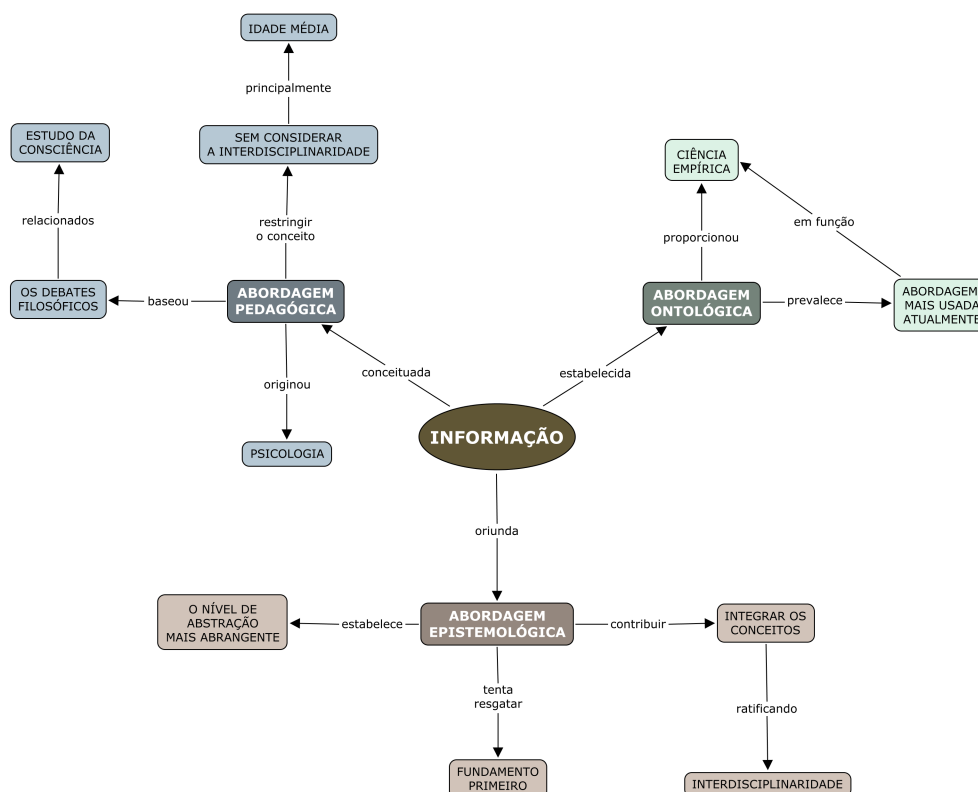 IDADE MÉDIA
principalmente
ESTUDO DA
CONSCIÊNCIA
SEM CONSIDERAR
A INTERDISCIPLINARIDADE
relacionados
restringir
o conceito
OS DEBATES
FILOSÓFICOS
baseou
ABORDAGEM
PEDAGÓGICA
originou
PSICOLOGIA
conceituada
CIÊNCIA
EMPÍRICA
proporcionou
em função
ABORDAGEM
ONTOLÓGICA
prevalece
ABORDAGEM
MAIS USADA
ATUALMENTE
estabelecida
INFORMAÇÃO
oriunda
O NÍVEL DE
ABSTRAÇÃO
MAIS ABRANGENTE
estabelece
ABORDAGEM
EPISTEMOLÓGICA
contribuir
INTEGRAR OS
CONCEITOS
tenta
resgatar
ratificando
FUNDAMENTO
PRIMEIRO
INTERDISCIPLINARIDADE